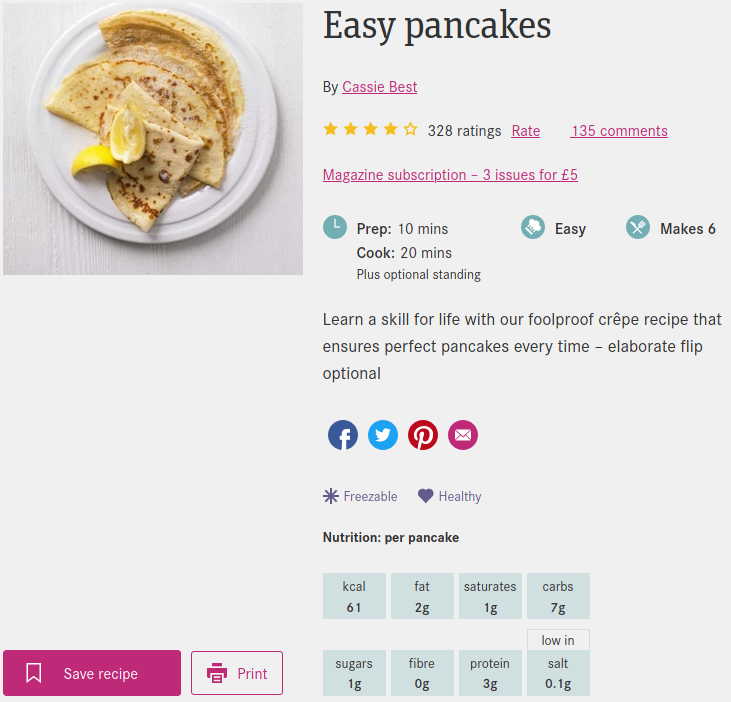 Easy pancakes
By Cassie Best
328 ratings Rate 135 comments
Magazine subscription – 3 issues for £5
Prep: 10 mins
Cook: 20 mins
Plus optional standing
Easy
Makes 6
Learn a skill for life with our foolproof crêpe recipe that
ensures perfect pancakes every time – elaborate flip
optional
Freezable Healthy
Nutrition: per pancake
kcal fat saturates carbs
61 2g 1g 7g
low in
sugars fibre protein salt
1g 0g 3g 0.1g
Save recipe Print